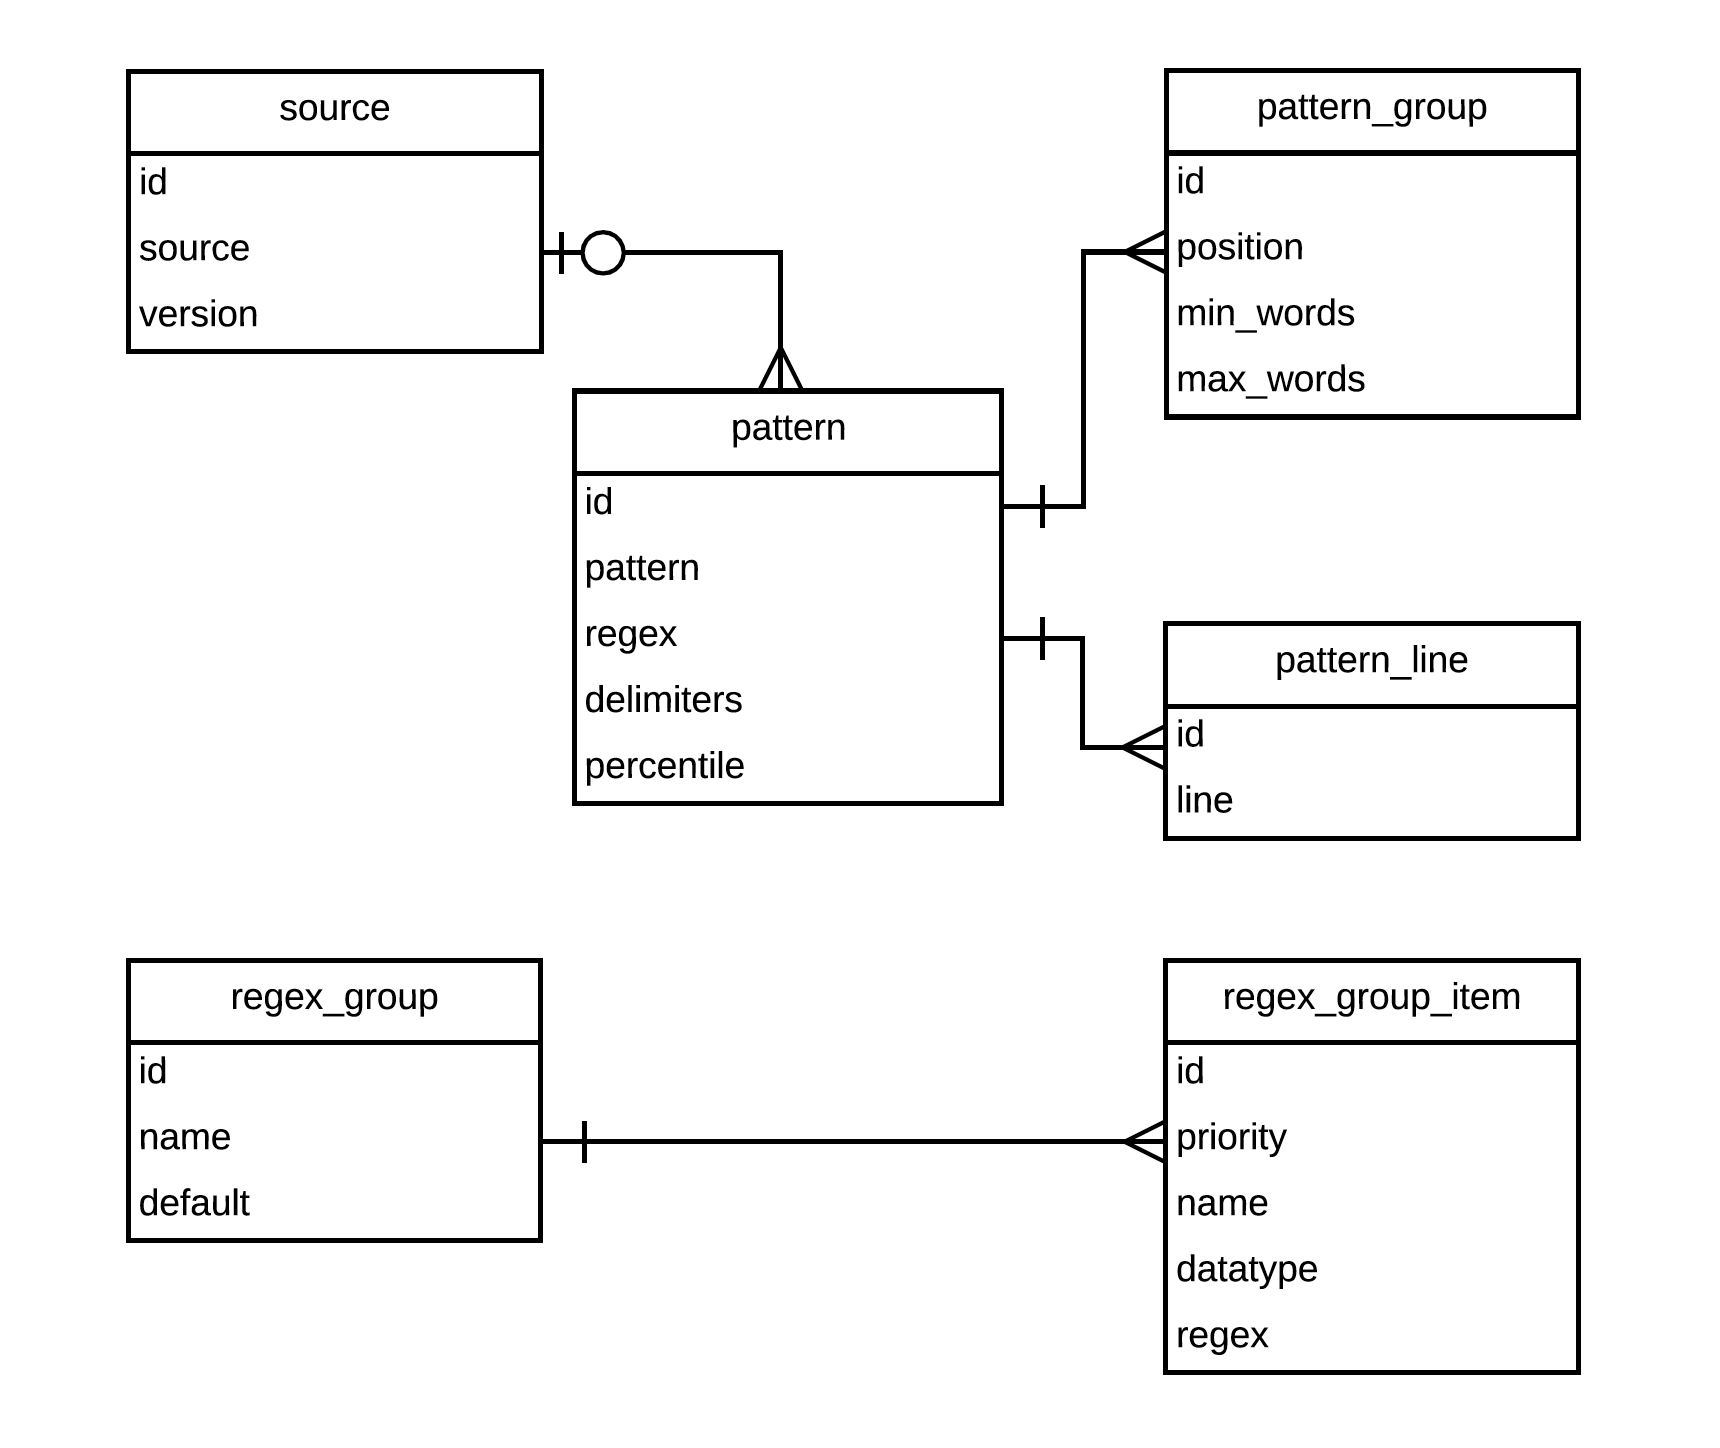 source
id
source
version
pattern_group
id
position
min_words
max_words
pattern
id
pattern
regex
delimiters
percentile
pattern_line
id
line
regex_group
id
name
default
regex_group_item
id
priority
name
datatype
regex